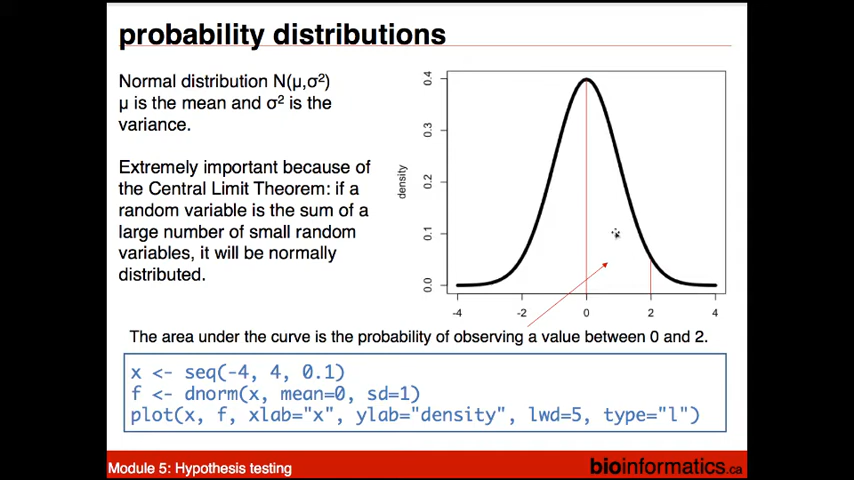 probability distributions
Normal distribution N(μ,σ²)
μ is the mean and σ² is the
variance.
Extremely important because of
the Central Limit Theorem: if a
random variable is the sum of a
large number of small random
variables, it will be normally
distributed.
density
0.4
0.3
0.2
0.1
0.0
-4
-2
0
2
4
The area under the curve is the probability of observing a value between 0 and 2.
x <- seq(-4, 4, 0.1)
f <- dnorm(x, mean=0, sd=1)
plot(x, f, xlab="x", ylab="density", lwd=5, type="l")
Module 5: Hypothesis testing
bioinformatics.ca